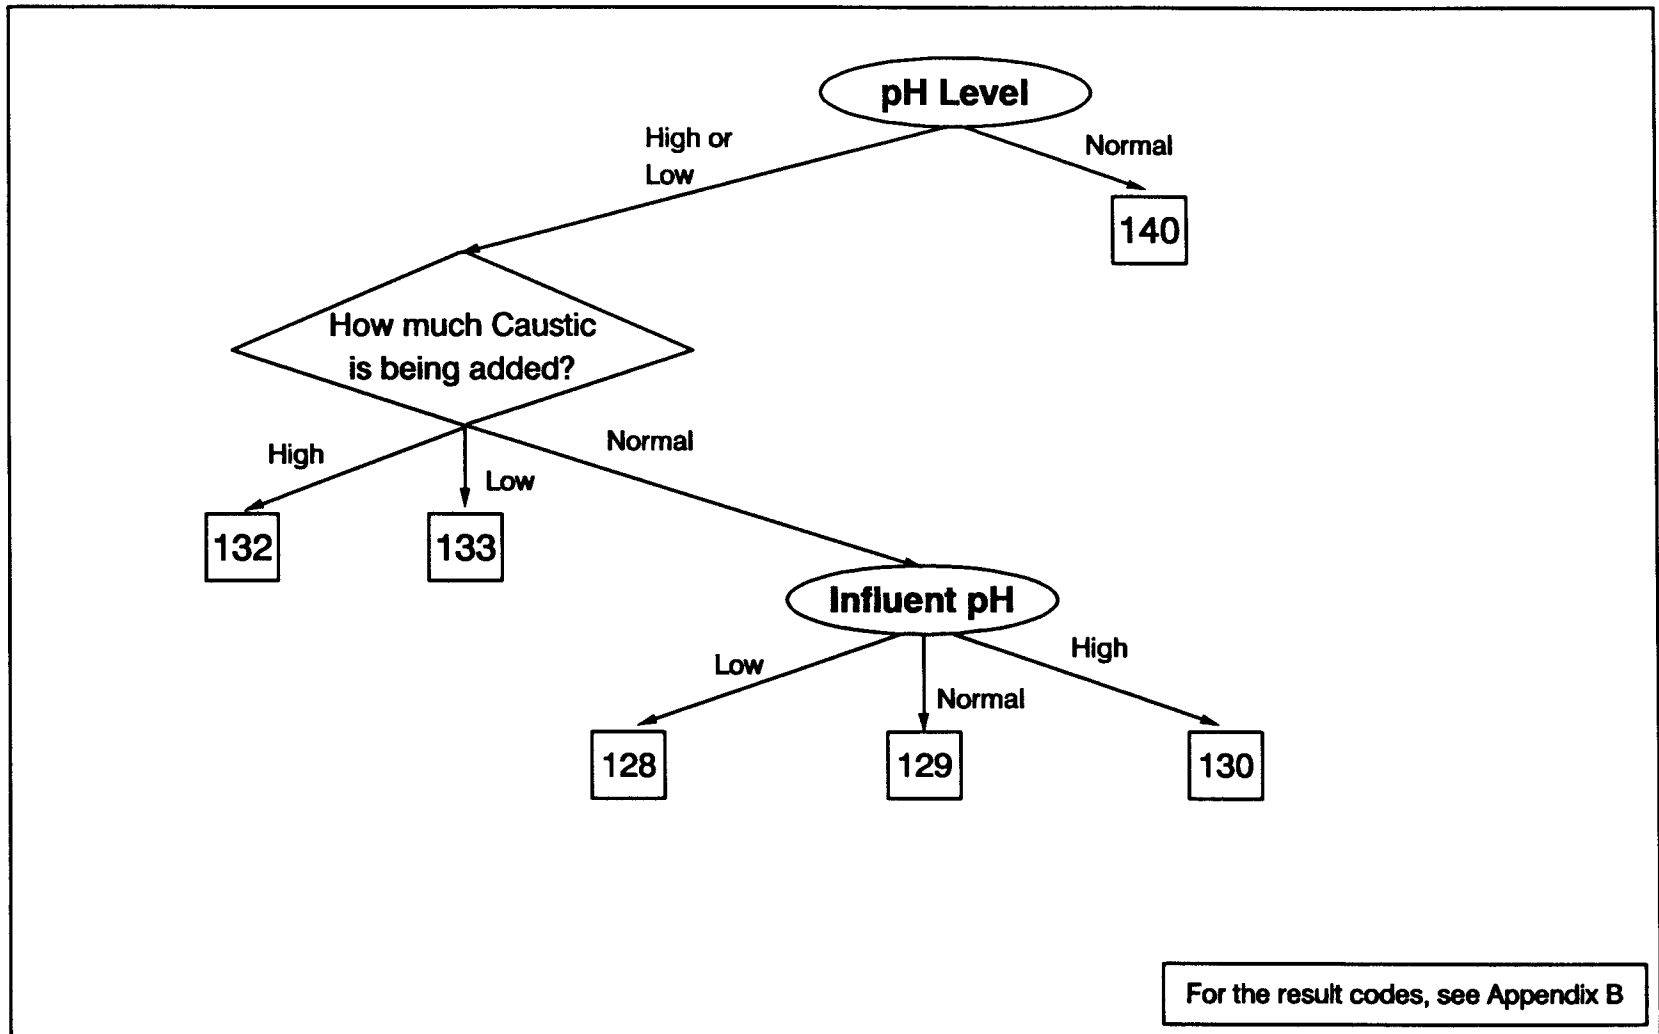 pH Level
High or
Low
Normal
140
How much Caustic
is being added?
High
Low
Normal
132
133
Influent pH
Low
Normal
High
128
129
130
For the result codes, see Appendix B